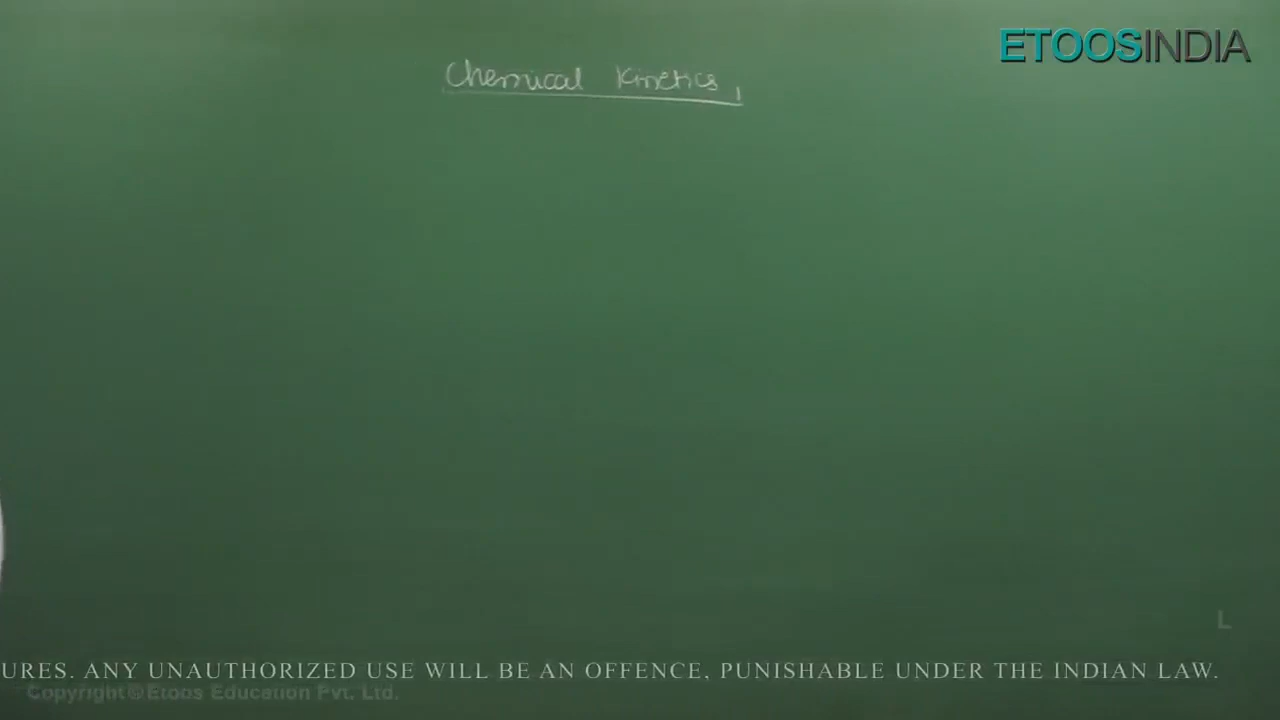 ETOOSINDIA
Chemical Kinetics,
L
URES. ANY UNAUTHORIZED USE WILL BE AN OFFENCE, PUNISHABLE UNDER THE INDIAN LAW.
Copyright©Etoos Education Pvt. Ltd.